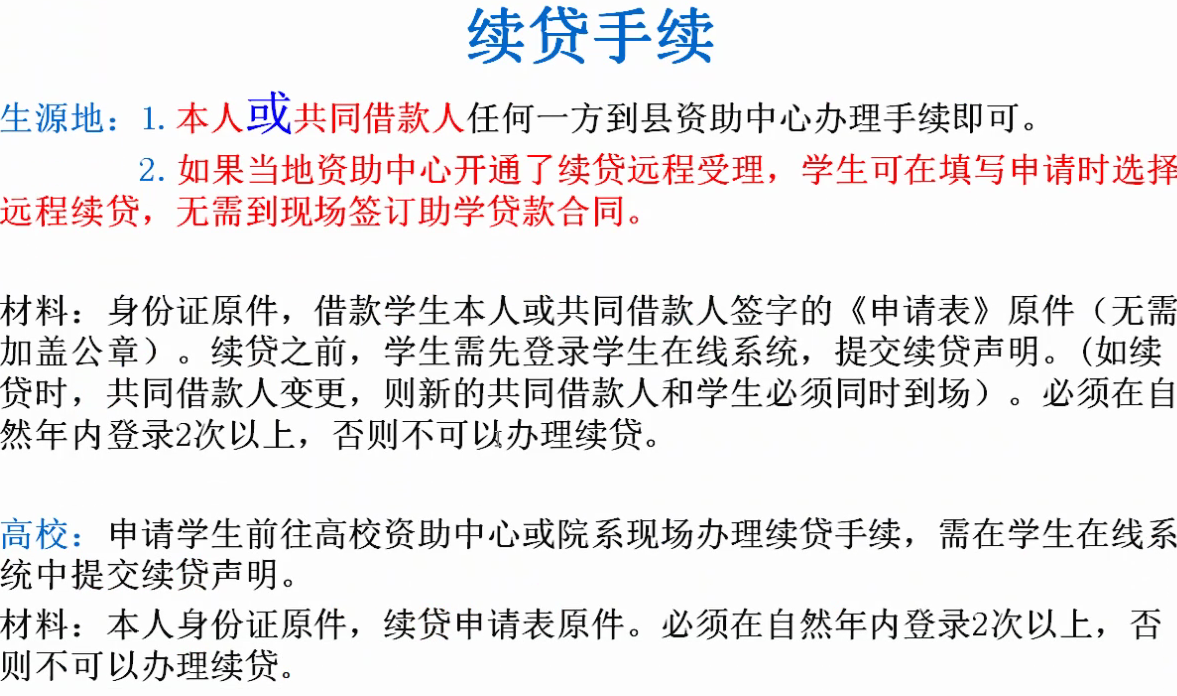 续贷手续
生源地：1. 本人或共同借款人任何一方到县资助中心办理手续即可。
2. 如果当地资助中心开通了续贷远程受理，学生可在填写申请时选择
远程续贷，无需到现场签订助学贷款合同。
材料：身份证原件，借款学生本人或共同借款人签字的《申请表》原件（无需
加盖公章）。续贷之前，学生需先登录学生在线系统，提交续贷声明。(如续
贷时，共同借款人变更，则新的共同借款人和学生必须同时到场）。必须在自
然年内登录2次以上，否则不可以办理续贷。
高校：申请学生前往高校资助中心或院系现场办理续贷手续，需在学生在线系
统中提交续贷声明。
材料：本人身份证原件，续贷申请表原件。必须在自然年内登录2次以上，否
则不可以办理续贷。